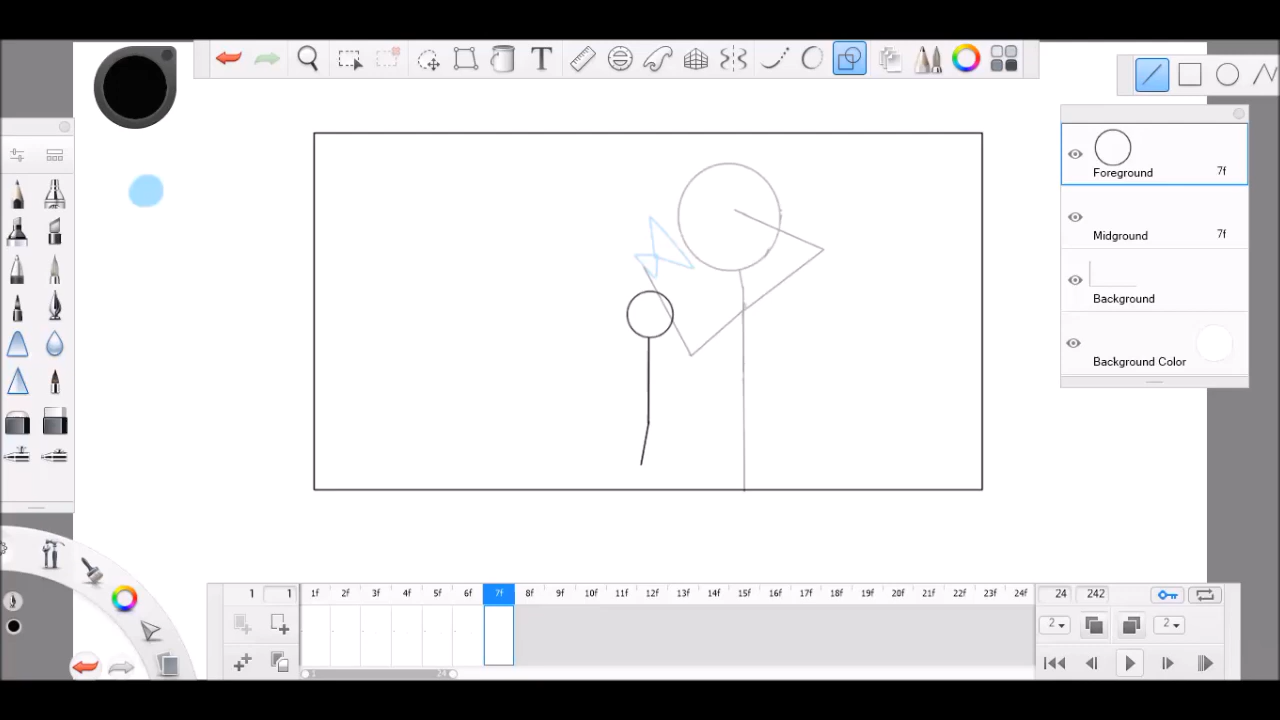 T
Foreground 7f
Midground 7f
Background
Background Color
1 1 1f 2f 3f 4f 5f 6f 7f 8f 9f 10f 11f 12f 13f 14f 15f 16f 17f 18f 19f 20f 21f 22f 23f 24f 24 242
2 2